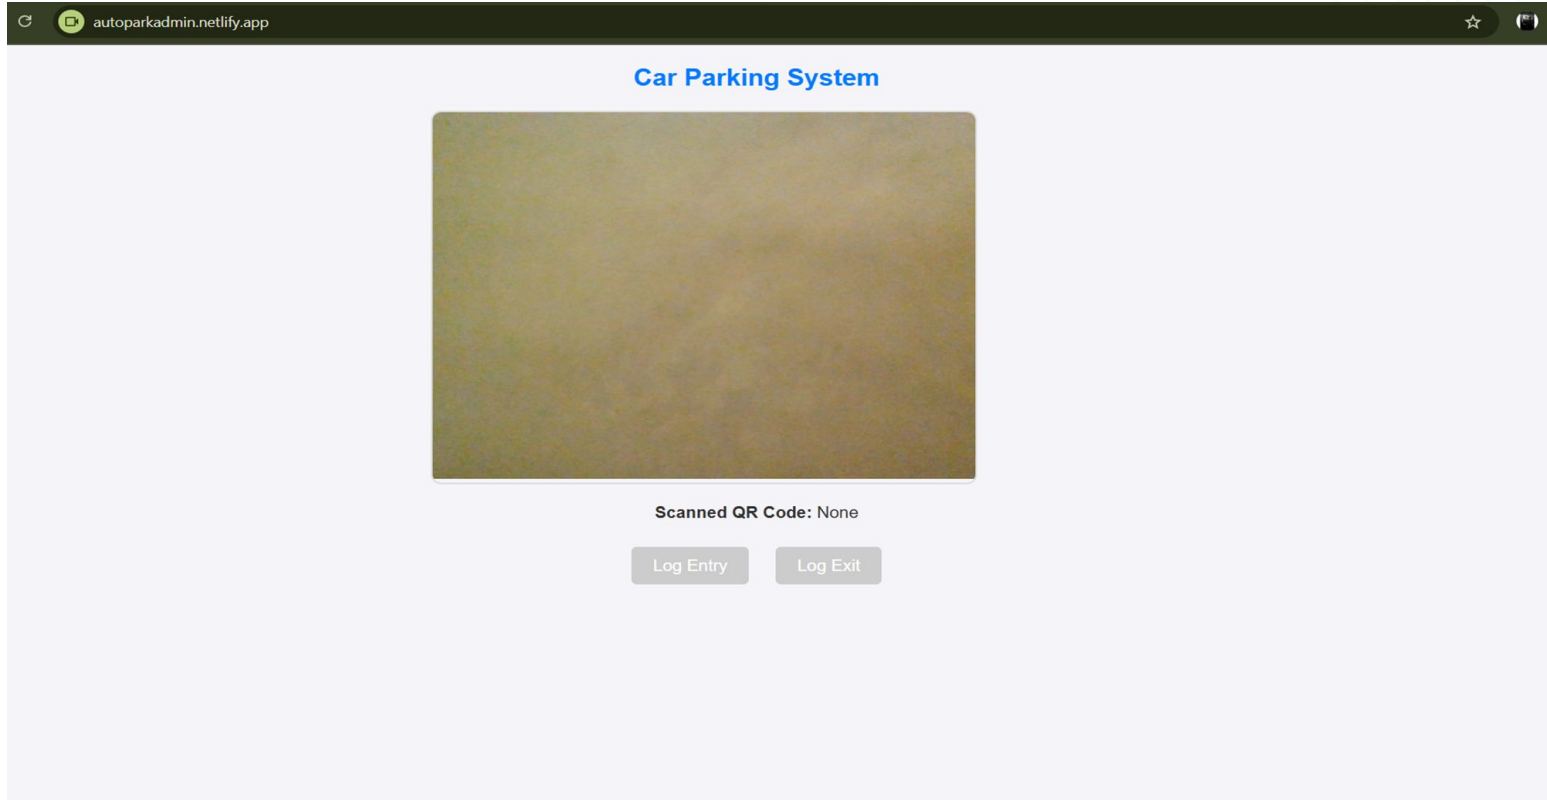 autoparkadmin.netlify.app
Car Parking System
Scanned QR Code: None
Log Entry Log Exit